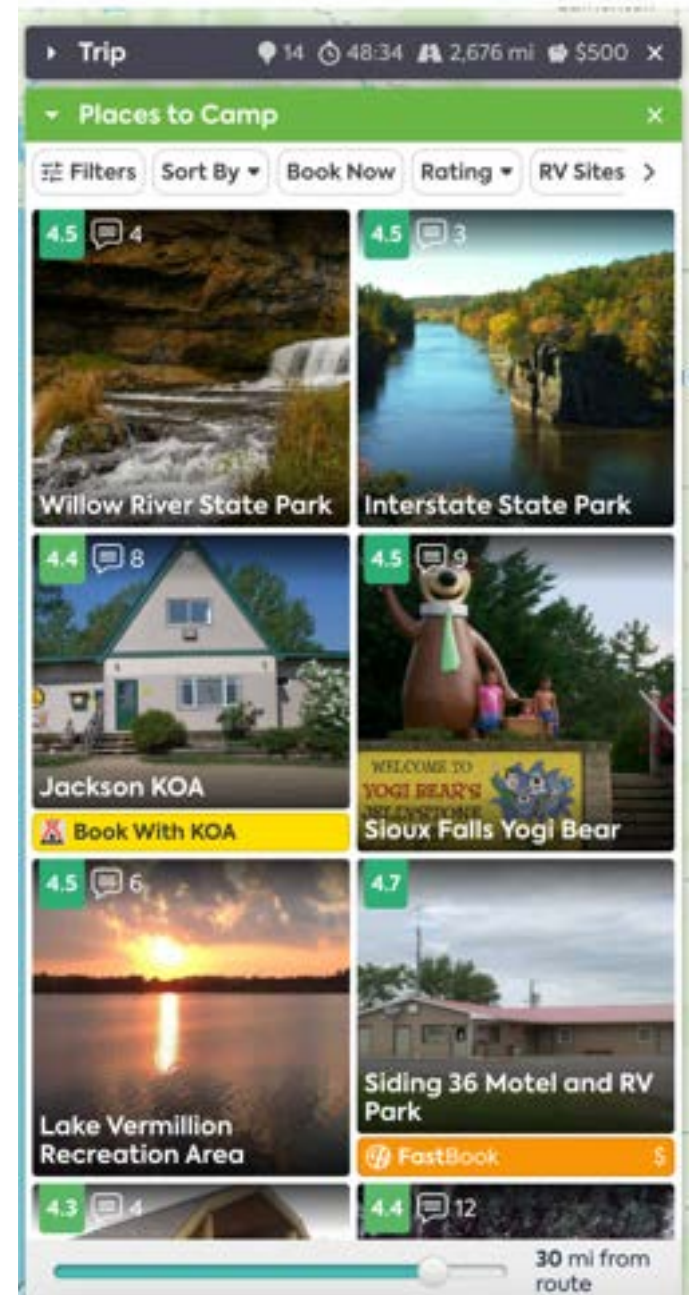 Trip 14 48:34 2,676 mi $500 ×
Places to Camp ×
Filters Sort By Book Now Rating RV Sites >
4.5 4
Willow River State Park
4.5 3
Interstate State Park
4.4 8
Jackson KOA
Book With KOA
4.5 9
WELCOME TO
YOGI BEAR'S
JELLYSTONE
Sioux Falls Yogi Bear
4.5 6
Lake Vermillion
Recreation Area
4.7
Siding 36 Motel and RV
Park
FastBook $
4.3 4
4.4 12
30 mi from
route